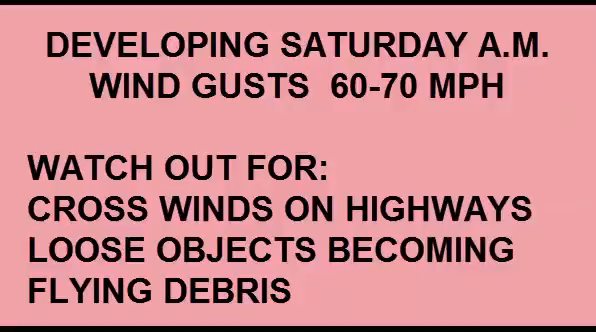 DEVELOPING SATURDAY A.M.
WIND GUSTS  60-70 MPH
WATCH OUT FOR:
CROSS WINDS ON HIGHWAYS
LOOSE OBJECTS BECOMING
FLYING DEBRIS